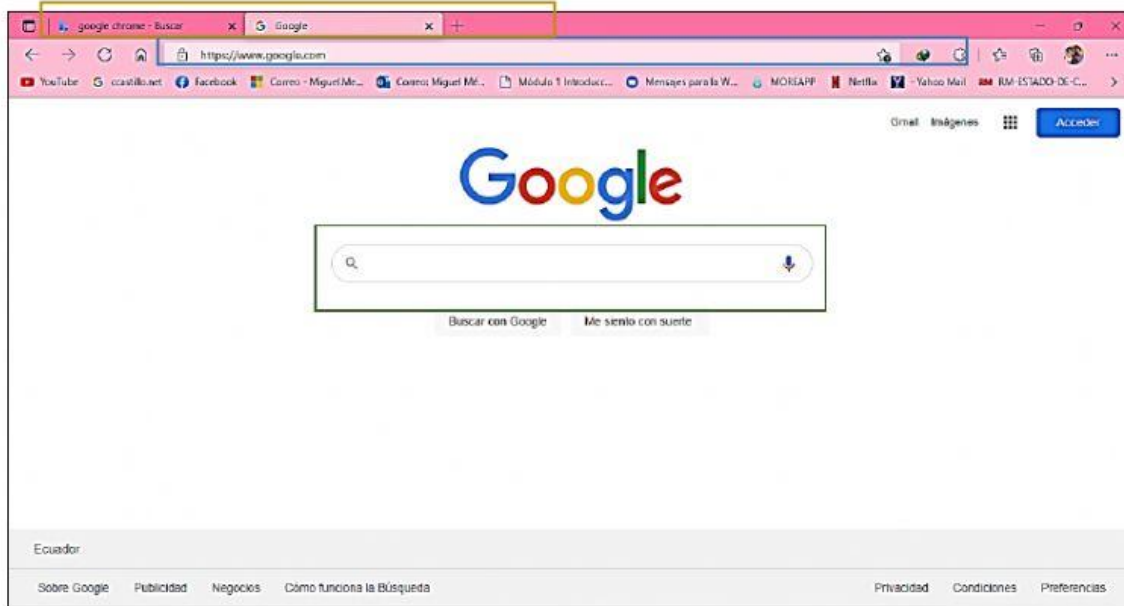 google chrome - Buscar Google
https://www.google.com
YouTube ccastillo.net Facebook Correo - Miguel Me... Correo: Miguel Mé... Módulo 1 Introducc... Mensajes para la W... MOREAPP Netflix - Yahoo Mail RM-ESTADO-DE-C...
Gmail Imágenes Acceder
Google
Buscar con Google Me siento con suerte
Ecuador
Sobre Google Publicidad Negocios Cómo funciona la Búsqueda Privacidad Condiciones Preferencias